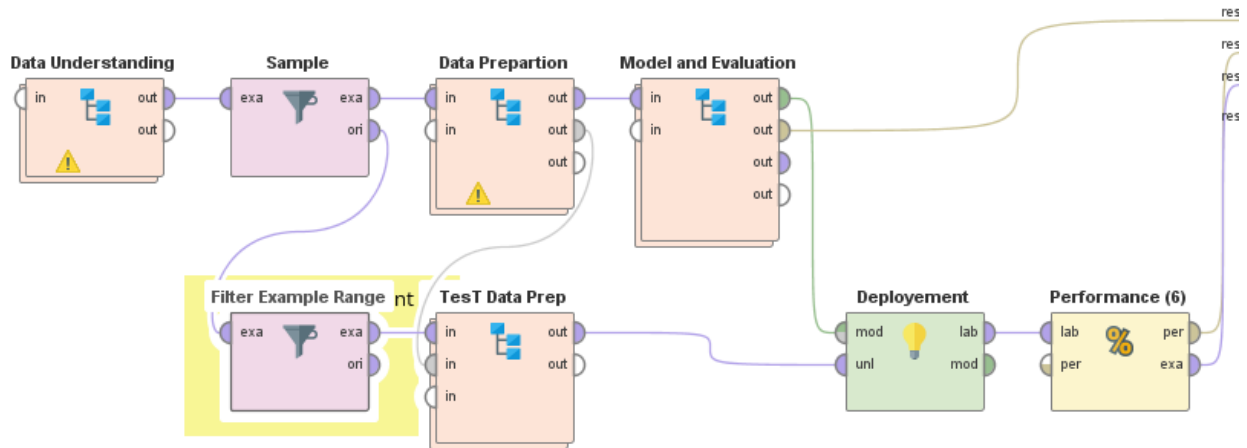 res
res
Data Understanding Sample Data Prepartion Model and Evaluation
res
in out exa exa in out in out
out ori in out in out
res
out out
out
Filter Example Range nt TesT Data Prep Deployement Performance (6)
exa exa in out mod lab lab per
ori in out unl mod per exa
in